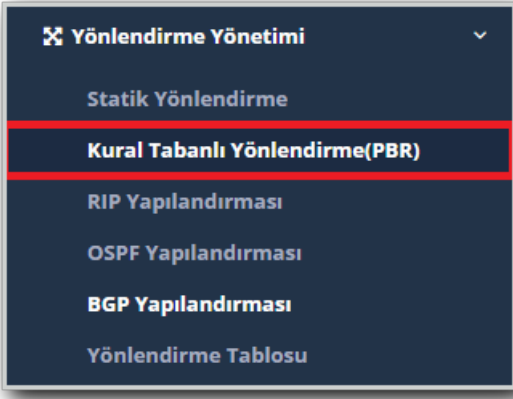 Yönlendirme Yönetimi
Statik Yönlendirme
Kural Tabanlı Yönlendirme(PBR)
RIP Yapılandırması
OSPF Yapılandırması
BGP Yapılandırması
Yönlendirme Tablosu